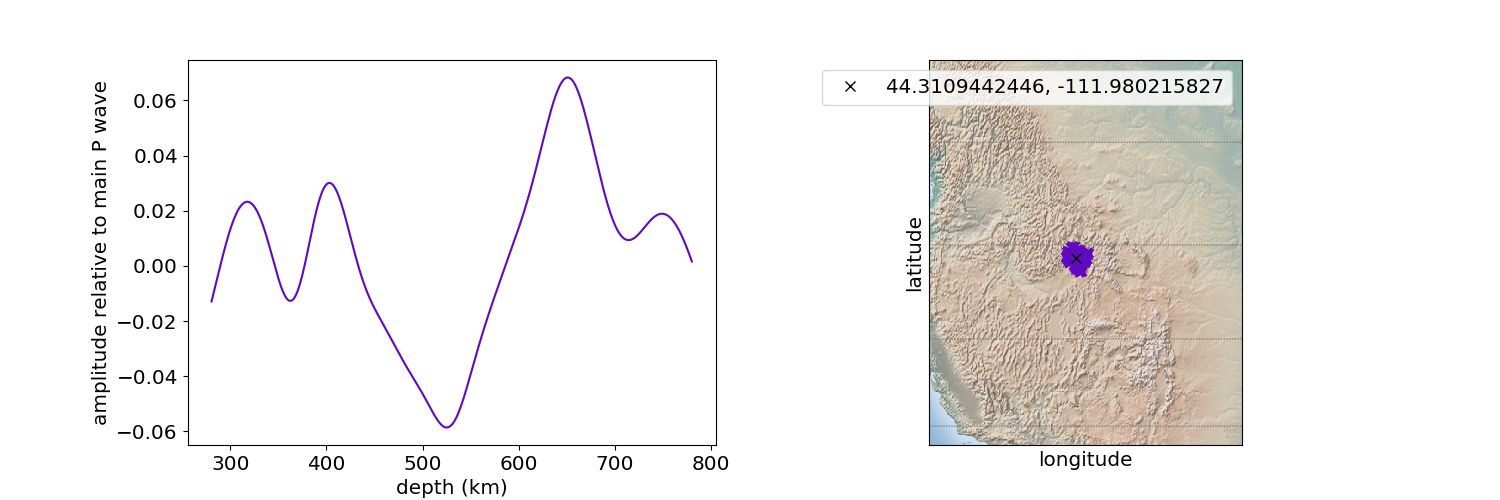 amplitude relative to main P wave
0.06
0.04
0.02
0.00
−0.02
−0.04
−0.06
300 400 500 600 700 800
depth (km)
44.3109442446, -111.980215827
latitude
longitude